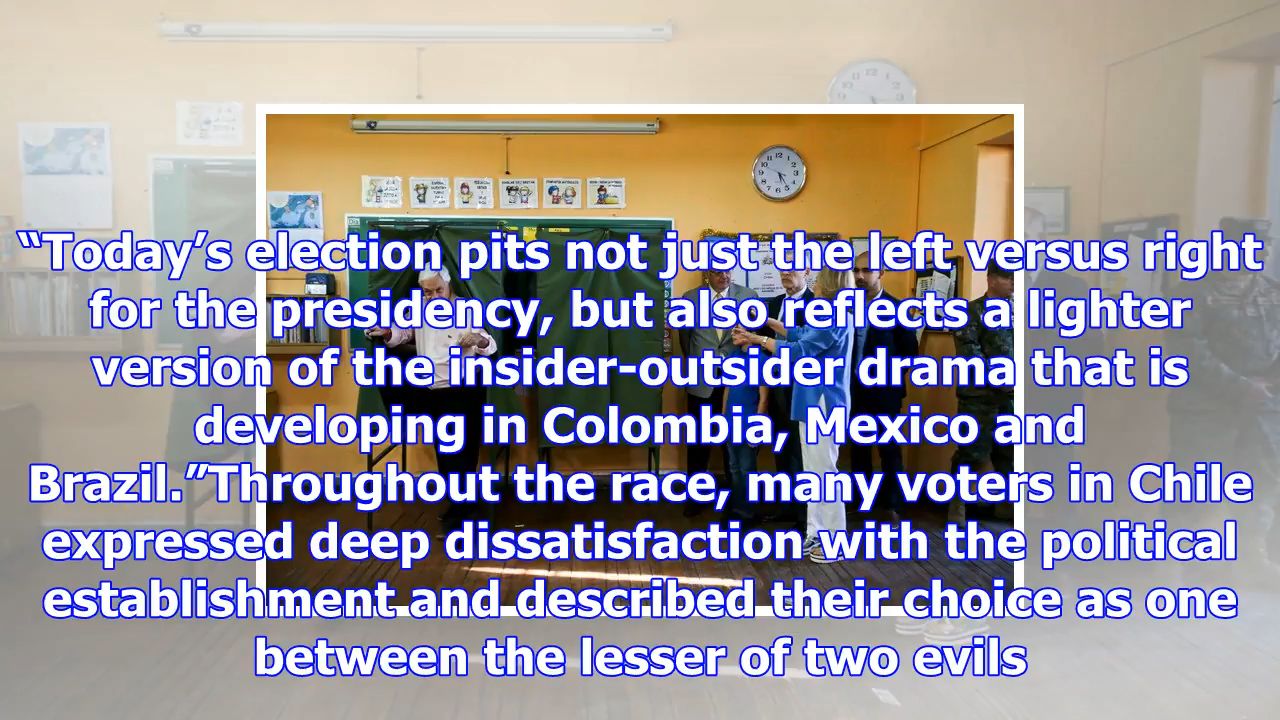 “Today’s election pits not just the left versus right
for the presidency, but also reflects a lighter
version of the insider-outsider drama that is
developing in Colombia, Mexico and
Brazil.”Throughout the race, many voters in Chile
expressed deep dissatisfaction with the political
establishment and described their choice as one
between the lesser of two evils